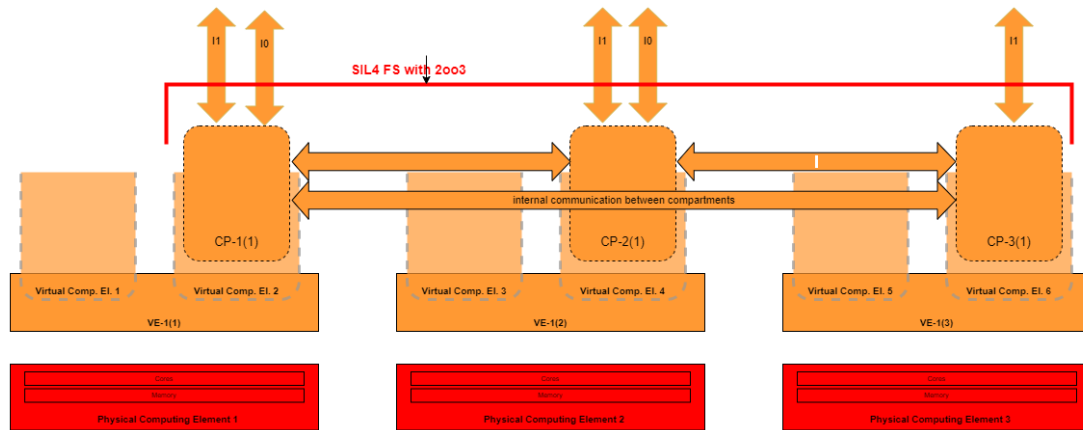 I1
I0
I1
I0
I1
SIL4 FS with 2oo3
internal communication between compartments
CP-1(1)
CP-2(1)
CP-3(1)
Virtual Comp. El. 1
Virtual Comp. El. 2
Virtual Comp. El. 3
Virtual Comp. El. 4
Virtual Comp. El. 5
Virtual Comp. El. 6
VE-1(1)
VE-1(2)
VE-1(3)
Cores
Cores
Cores
Memory
Memory
Memory
Physical Computing Element 1
Physical Computing Element 2
Physical Computing Element 3